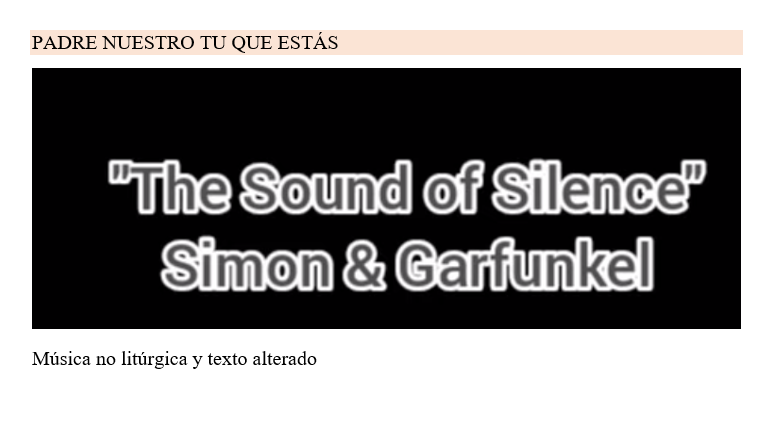 PADRE NUESTRO TU QUE ESTÁS
"The Sound of Silence"
Simon & Garfunkel
Música no litúrgica y texto alterado